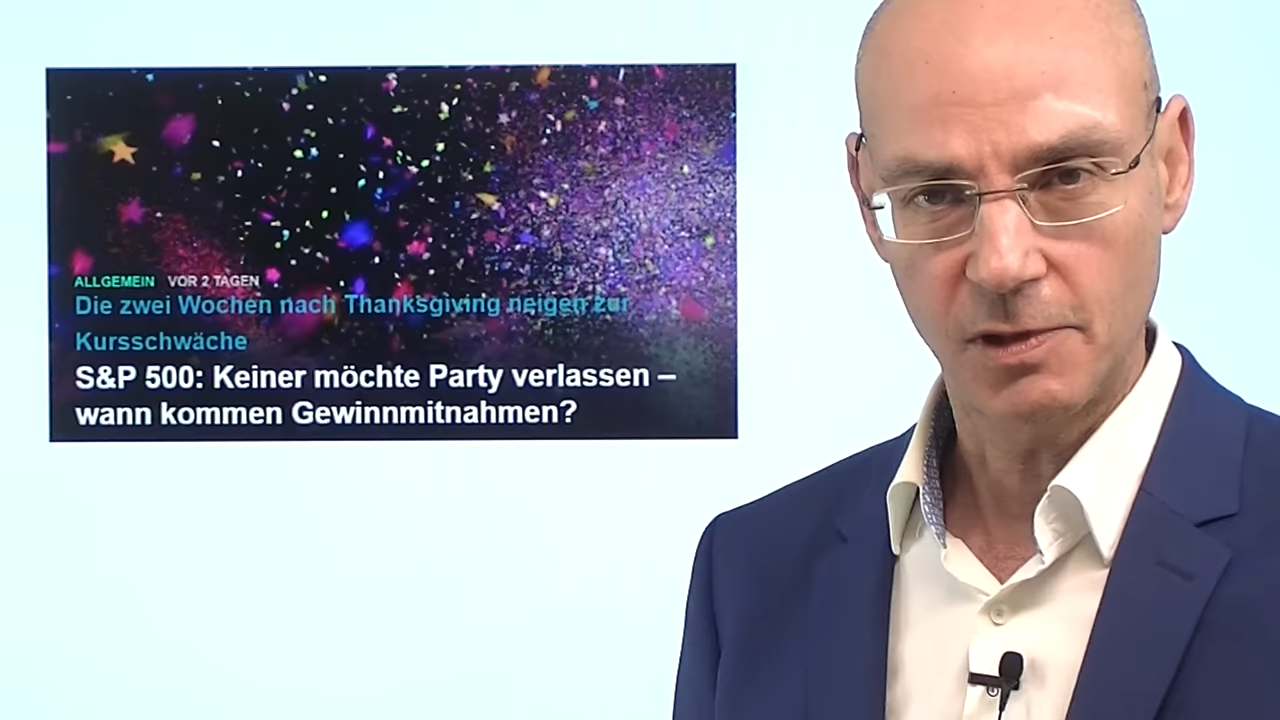 ALLGEMEIN VOR 2 TAGEN
Die zwei Wochen nach Thanksgiving neigen zur
Kursschwäche
S&P 500: Keiner möchte Party verlassen –
wann kommen Gewinnmitnahmen?